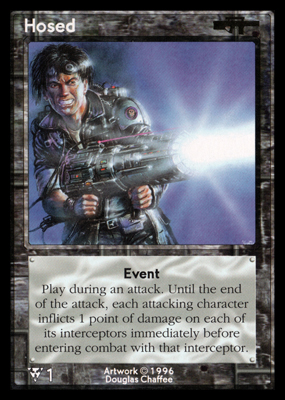 Hosed
Event
Play during an attack. Until the end
of the attack, each attacking character
inflicts 1 point of damage on each of
its interceptors immediately before
entering combat with that interceptor.
1
Artwork © 1996
Douglas Chaffee